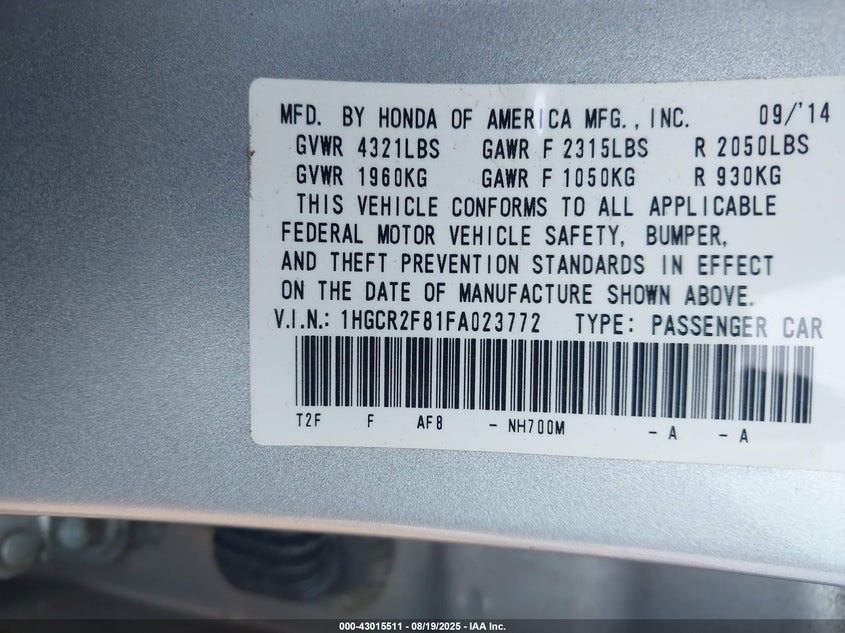 MFD. BY HONDA OF AMERICA MFG., INC. 09/'14
GVWR 4321LBS GAWR F 2315LBS R 2050LBS
GVWR 1960KG GAWR F 1050KG R 930KG
THIS VEHICLE CONFORMS TO ALL APPLICABLE
FEDERAL MOTOR VEHICLE SAFETY, BUMPER,
AND THEFT PREVENTION STANDARDS IN EFFECT
ON THE DATE OF MANUFACTURE SHOWN ABOVE.
V.I.N.: 1HGCR2F81FA023772 TYPE: PASSENGER CAR
T2F F AF8 - NH700M - A - A
000-43015511 - 08/19/2025 - IAA Inc.